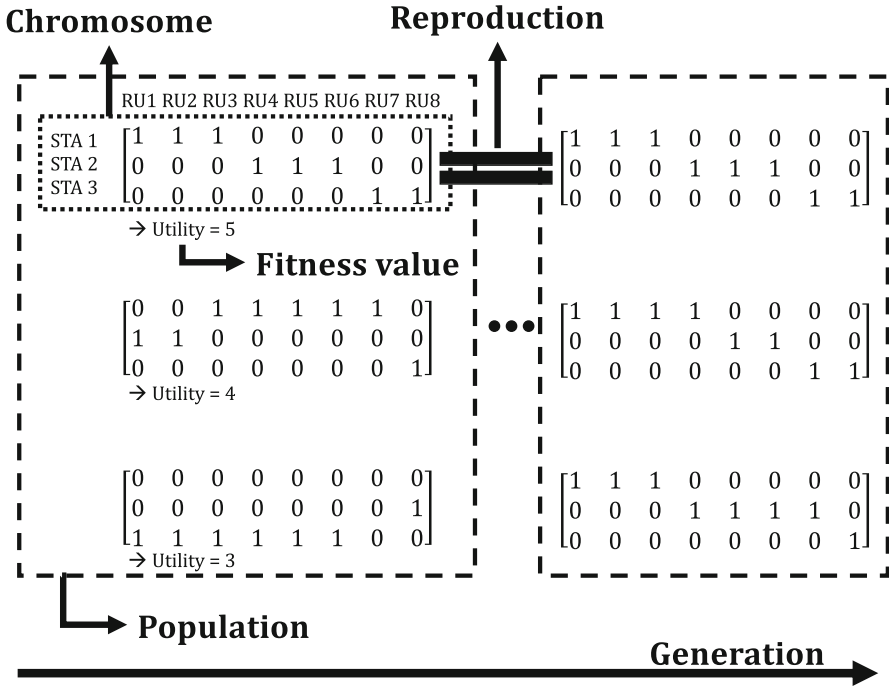 Chromosome
Reproduction
RU1 RU2 RU3 RU4 RU5 RU6 RU7 RU8
STA 1 [1 1 1 0 0 0 0 0]
STA 2 [0 0 0 1 1 1 0 0]
STA 3 [0 0 0 0 0 0 1 1]
→ Utility = 5
Fitness value
[0 0 1 1 1 1 1 0]
[1 1 0 0 0 0 0 0]
[0 0 0 0 0 0 0 1]
→ Utility = 4
[0 0 0 0 0 0 0 0]
[0 0 0 0 0 0 0 1]
[1 1 1 1 1 1 0 0]
→ Utility = 3
•••
[1 1 1 0 0 0 0 0]
[0 0 0 1 1 1 0 0]
[0 0 0 0 0 0 1 1]
[1 1 1 1 0 0 0 0]
[0 0 0 0 1 1 0 0]
[0 0 0 0 0 0 1 1]
[1 1 1 0 0 0 0 0]
[0 0 0 1 1 1 1 0]
[0 0 0 0 0 0 0 1]
Population
Generation